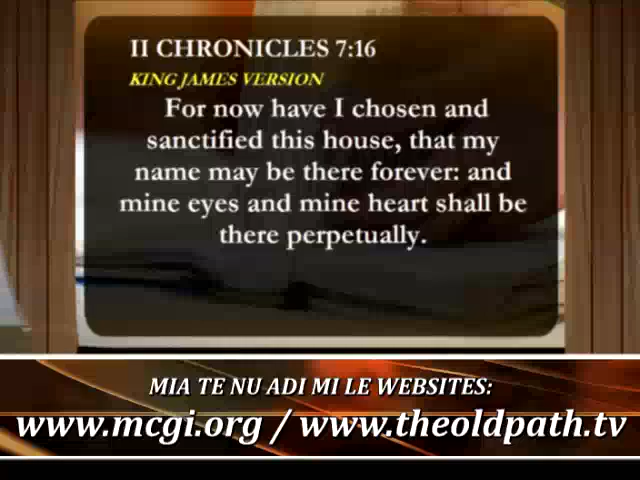 II CHRONICLES 7:16
KING JAMES VERSION
For now have I chosen and
sanctified this house, that my
name may be there forever: and
mine eyes and mine heart shall be
there perpetually.
MIA TE NU ADI MI LE WEBSITES:
www.mcgi.org / www.theoldpath.tv